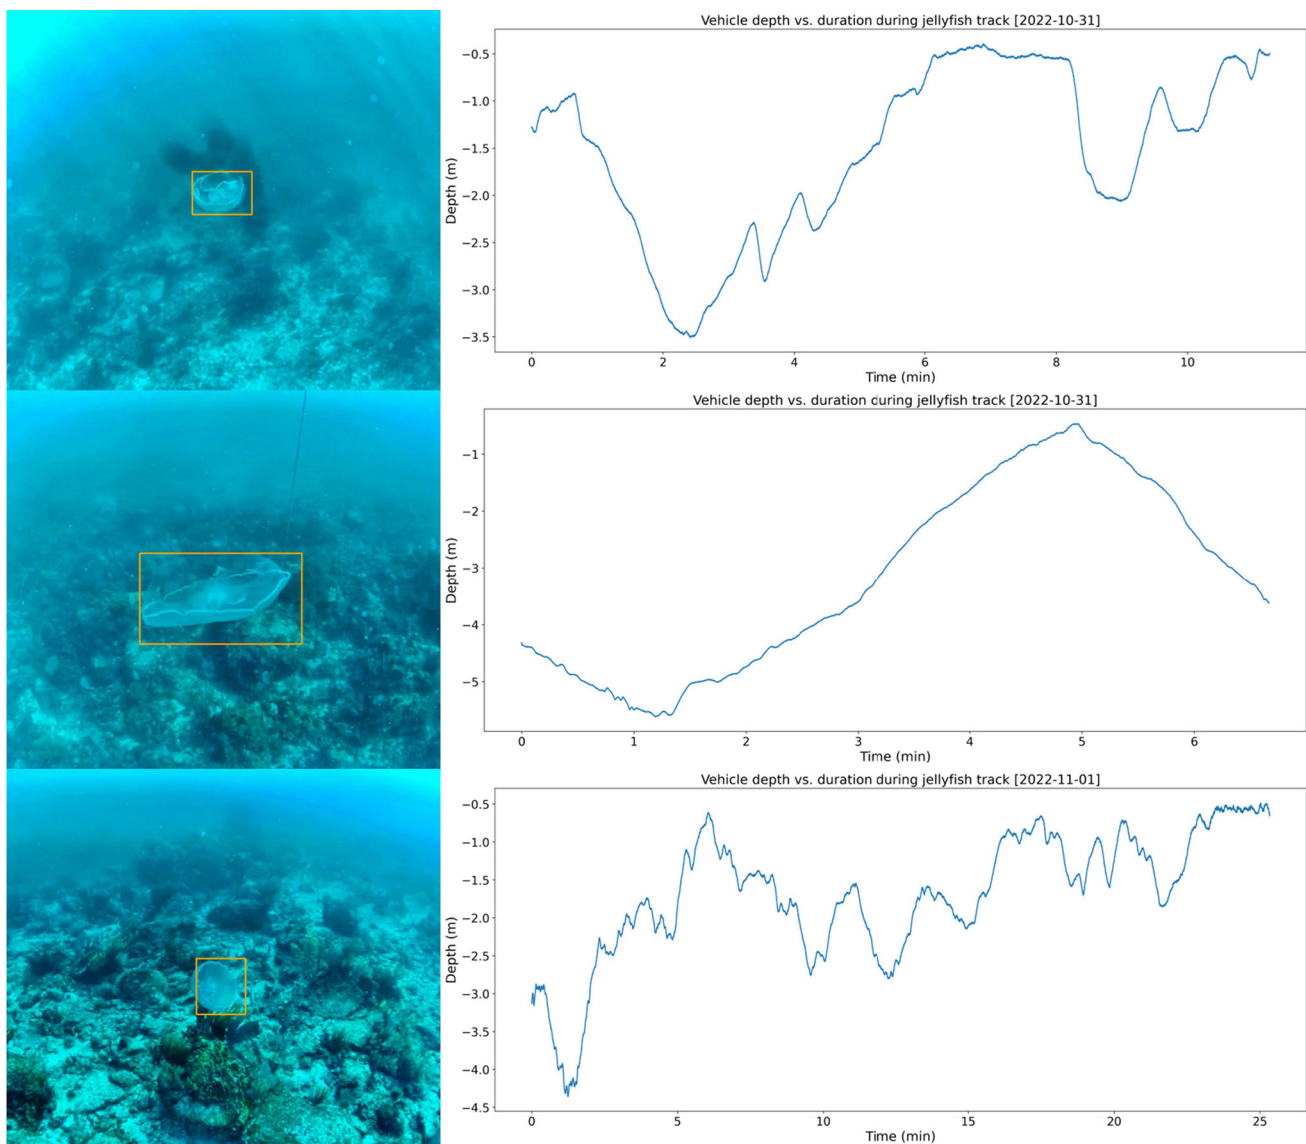 Vehicle depth vs. duration during jellyfish track [2022-10-31]
−0.5
−1.0
−1.5
−2.0
−2.5
−3.0
−3.5
Depth (m)
0 2 4 6 8 10
Time (min)
Vehicle depth vs. duration during jellyfish track [2022-10-31]
−1
−2
−3
−4
−5
Depth (m)
0 1 2 3 4 5 6
Time (min)
Vehicle depth vs. duration during jellyfish track [2022-11-01]
−0.5
−1.0
−1.5
−2.0
−2.5
−3.0
−3.5
−4.0
−4.5
Depth (m)
0 5 10 15 20 25
Time (min)